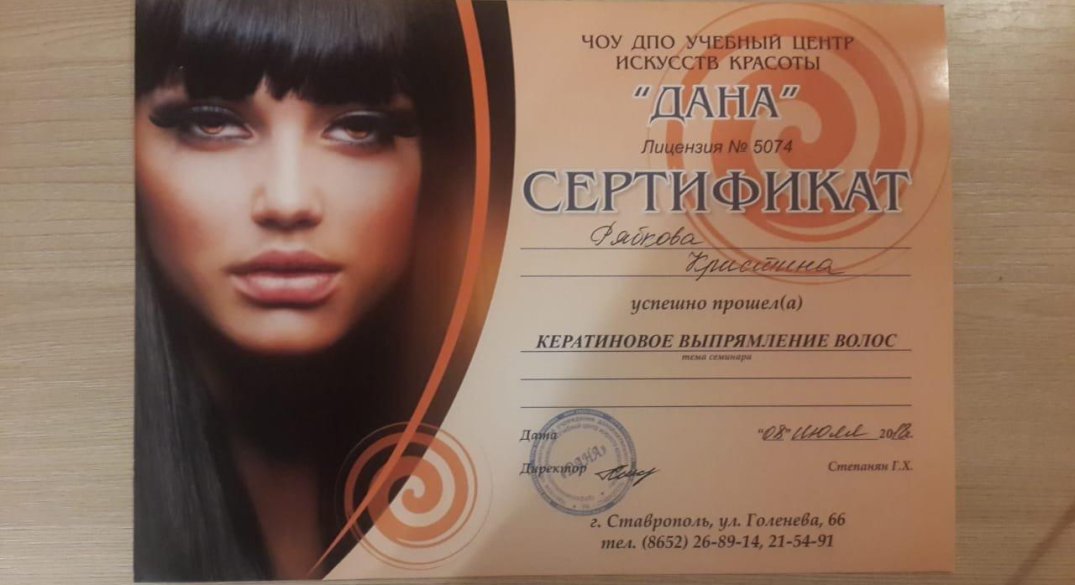 ЧОУ ДПО УЧЕБНЫЙ ЦЕНТР
ИСКУССТВ КРАСОТЫ
“ДАНА”
Лицензия № 5074
СЕРТИФИКАТ
Рябкова
Кристина
успешно прошел(а)
КЕРАТИНОВОЕ ВЫПРЯМЛЕНИЕ ВОЛОС
тема семинара
Дата "08" июля
Директор Степанян Г.Х.
«ДАНА»
г. Ставрополь, ул. Голенева, 66
тел. (8652) 26-89-14, 21-54-91